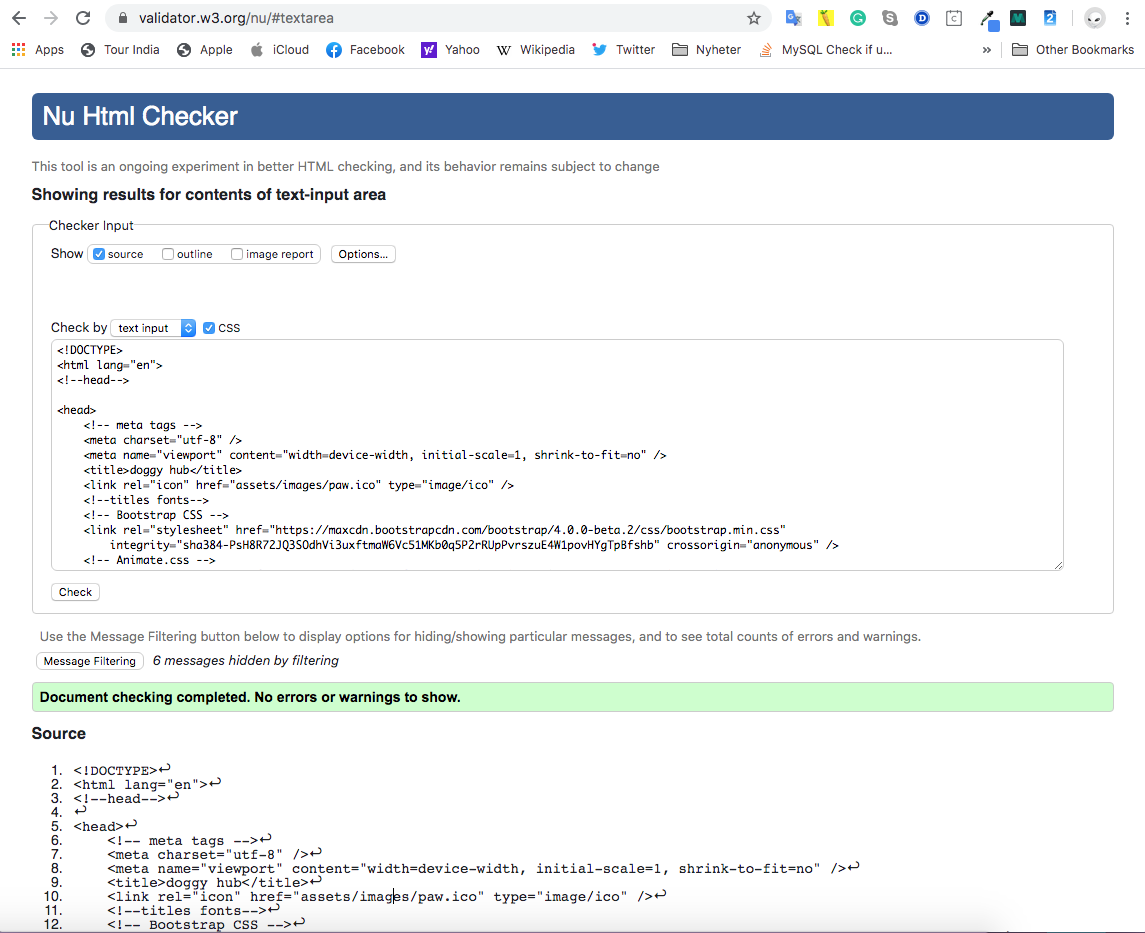 validator.w3.org/nu/#textarea
Apps Tour India Apple iCloud Facebook Yahoo Wikipedia Twitter Nyheter MySQL Check if u... » Other Bookmarks
Nu Html Checker
This tool is an ongoing experiment in better HTML checking, and its behavior remains subject to change
Showing results for contents of text-input area
Checker Input
Show source outline image report Options...
Check by text input CSS
<!DOCTYPE>
<html lang="en">
<!--head-->
<head>
<!-- meta tags -->
<meta charset="utf-8" />
<meta name="viewport" content="width=device-width, initial-scale=1, shrink-to-fit=no" />
<title>doggy hub</title>
<link rel="icon" href="assets/images/paw.ico" type="image/ico" />
<!--titles fonts-->
<!-- Bootstrap CSS -->
<link rel="stylesheet" href="https://maxcdn.bootstrapcdn.com/bootstrap/4.0.0-beta.2/css/bootstrap.min.css"
integrity="sha384-PsH8R72JQ3SOdhVi3uxftmaW6Vc51MKb0q5P2rRUpPvrszuE4W1povHYgTpBfshb" crossorigin="anonymous" />
<!-- Animate.css -->
Check
Use the Message Filtering button below to display options for hiding/showing particular messages, and to see total counts of errors and warnings.
Message Filtering 6 messages hidden by filtering
Document checking completed. No errors or warnings to show.
Source
1. <!DOCTYPE>↩
2. <html lang="en">↩
3. <!--head-->↩
4. ↩
5. <head>↩
6. <!-- meta tags -->↩
7. <meta charset="utf-8" />↩
8. <meta name="viewport" content="width=device-width, initial-scale=1, shrink-to-fit=no" />↩
9. <title>doggy hub</title>↩
10. <link rel="icon" href="assets/images/paw.ico" type="image/ico" />↩
11. <!--titles fonts-->↩
12. <!-- Bootstrap CSS -->↩